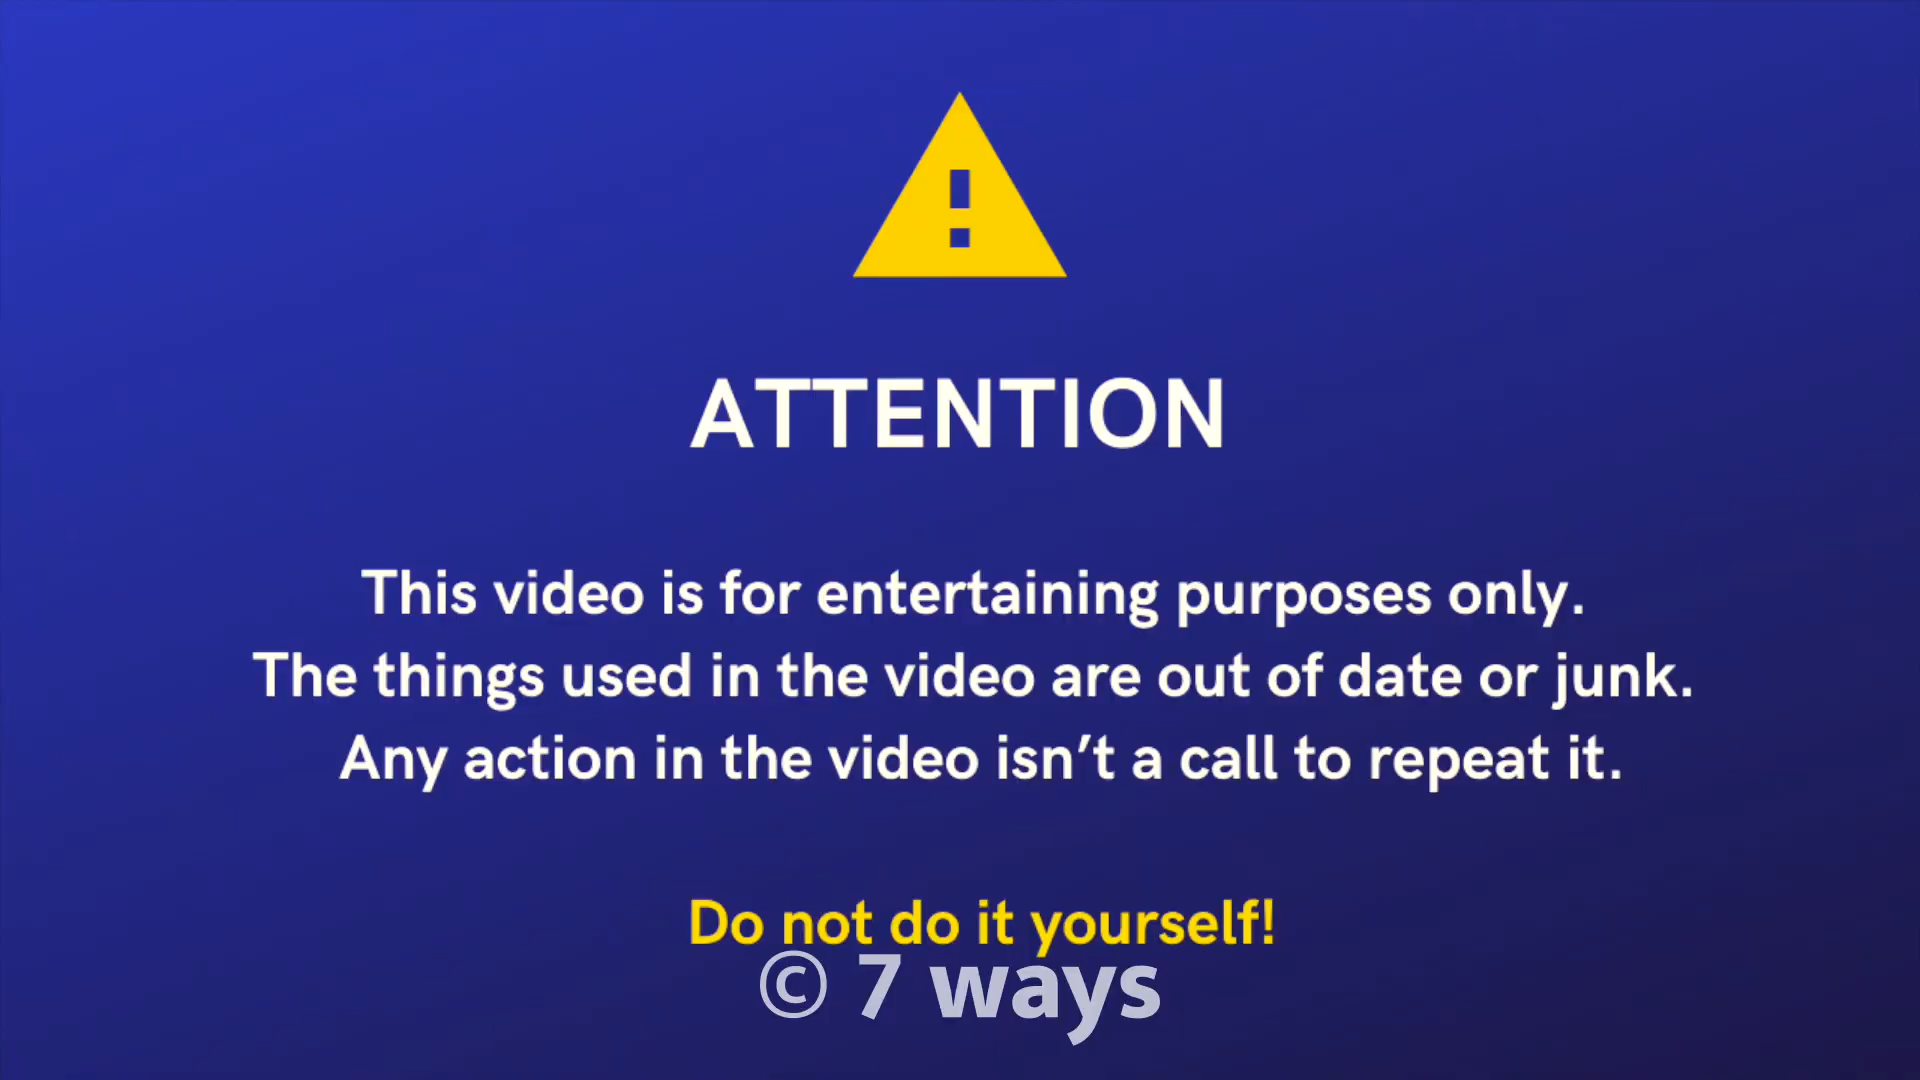 ATTENTION
This video is for entertaining purposes only.
The things used in the video are out of date or junk.
Any action in the video isn’t a call to repeat it.
Do not do it yourself!
© 7 ways